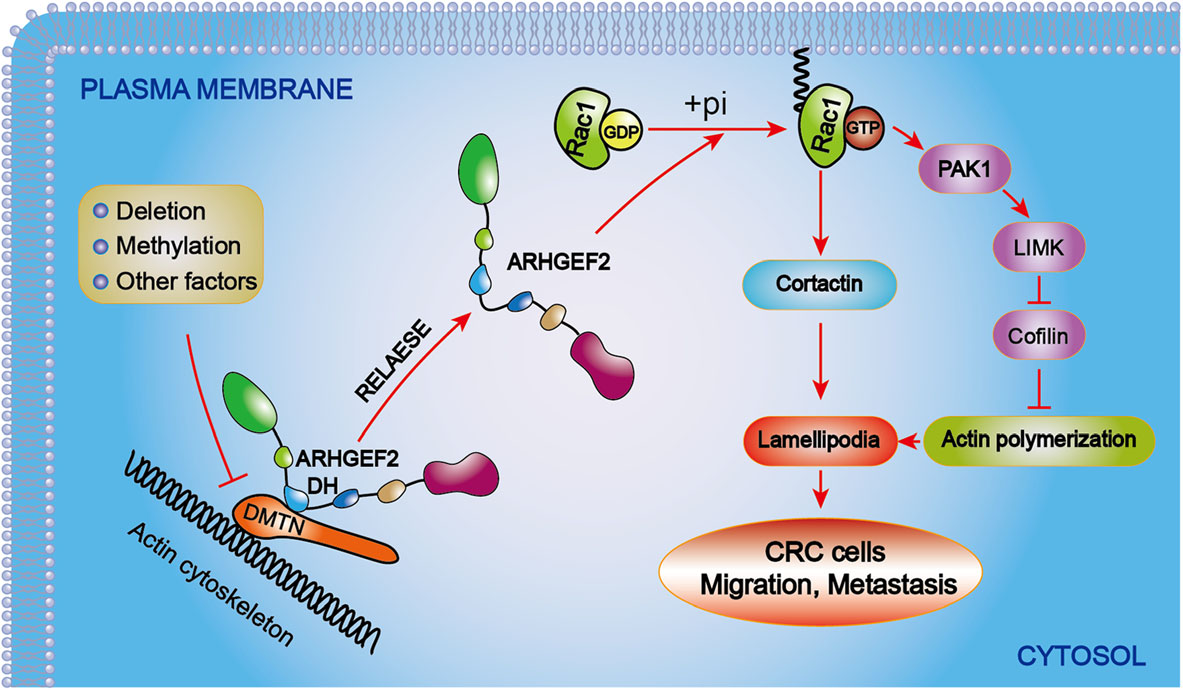 PLASMA MEMBRANE
Deletion
Methylation
Other factors
Rac1
GDP
+pi
Rac1
GTP
PAK1
LIMK
Cofilin
Actin polymerization
Cortactin
Lamellipodia
CRC cells
Migration, Metastasis
ARHGEF2
RELAESE
ARHGEF2
DH
DMTN
Actin cytoskeleton
CYTOSOL